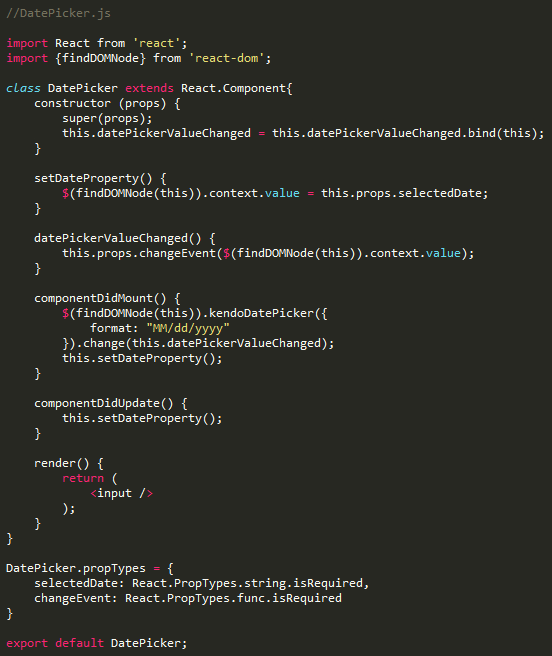 //DatePicker.js

import React from 'react';
import {findDOMNode} from 'react-dom';

class DatePicker extends React.Component{
    constructor (props) {
        super(props);
        this.datePickerValueChanged = this.datePickerValueChanged.bind(this);
    }

    setDateProperty() {
        $(findDOMNode(this)).context.value = this.props.selectedDate;
    }

    datePickerValueChanged() {
        this.props.changeEvent($(findDOMNode(this)).context.value);
    }

    componentDidMount() {
        $(findDOMNode(this)).kendoDatePicker({
            format: "MM/dd/yyyy"
        }).change(this.datePickerValueChanged);
        this.setDateProperty();
    }

    componentDidUpdate() {
        this.setDateProperty();
    }

    render() {
        return (
            <input />
        );
    }
}

DatePicker.propTypes = {
    selectedDate: React.PropTypes.string.isRequired,
    changeEvent: React.PropTypes.func.isRequired
}

export default DatePicker;